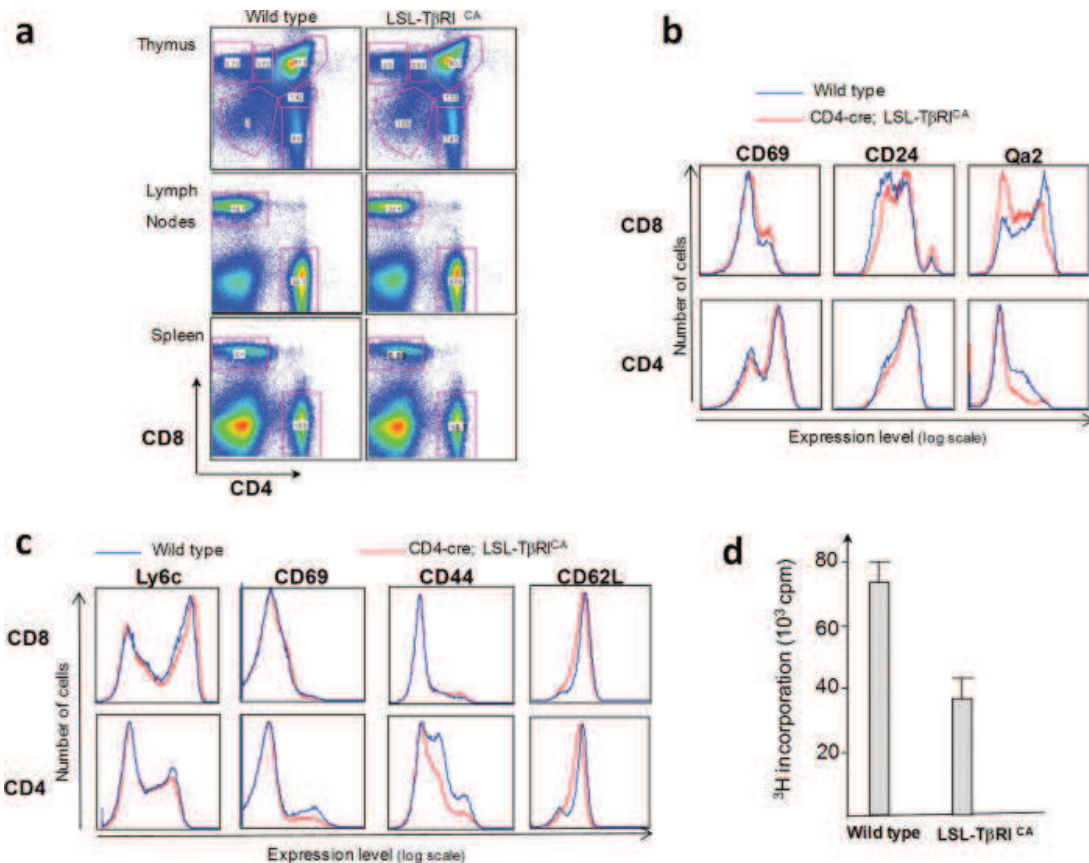 a
Wild type
LSL-TβRI CA
Thymus
Lymph
Nodes
Spleen
CD8
CD4
b
Wild type
CD4-cre; LSL-TβRICA
CD69
CD24
Qa2
CD8
CD4
Number of cells
Expression level (log scale)
c
Wild type
CD4-cre; LSL-TβRICA
Ly6c
CD69
CD44
CD62L
CD8
CD4
Number of cells
Expression level (log scale)
d
3H incorporation (103 cpm)
80
60
40
20
Wild type
LSL-TβRI CA